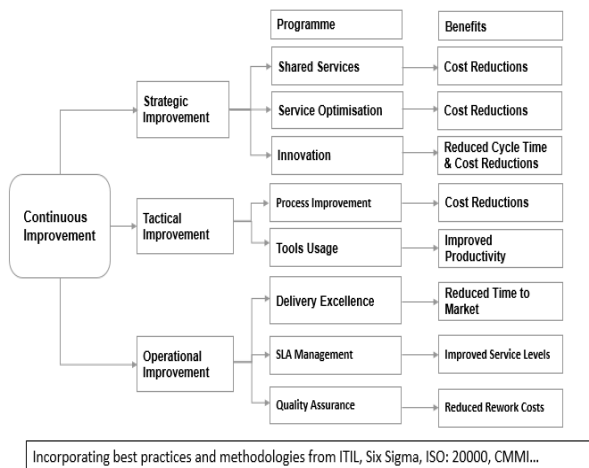 Programme
Benefits
Shared Services
Cost Reductions
Strategic
Improvement
Service Optimisation
Cost Reductions
Innovation
Reduced Cycle Time
& Cost Reductions
Continuous
Improvement
Tactical
Improvement
Process Improvement
Cost Reductions
Tools Usage
Improved
Productivity
Delivery Excellence
Reduced Time to
Market
Operational
Improvement
SLA Management
Improved Service Levels
Quality Assurance
Reduced Rework Costs
Incorporating best practices and methodologies from ITIL, Six Sigma, ISO: 20000, CMMI...